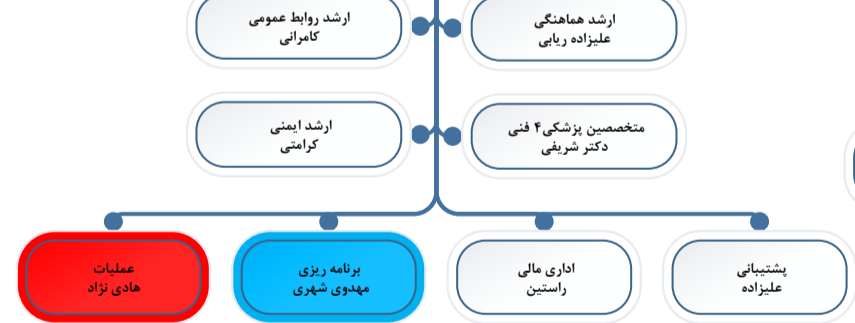 ارشد هماهنگی
علیزاده ریابی
ارشد روابط عمومی
کامرانی
متخصصین پزشکی۴ فنی
دکتر شریفی
ارشد ایمنی
کرامتی
پشتیبانی
علیزاده
اداری مالی
راستین
برنامه ریزی
مهدوی شهری
عملیات
هادی نژاد